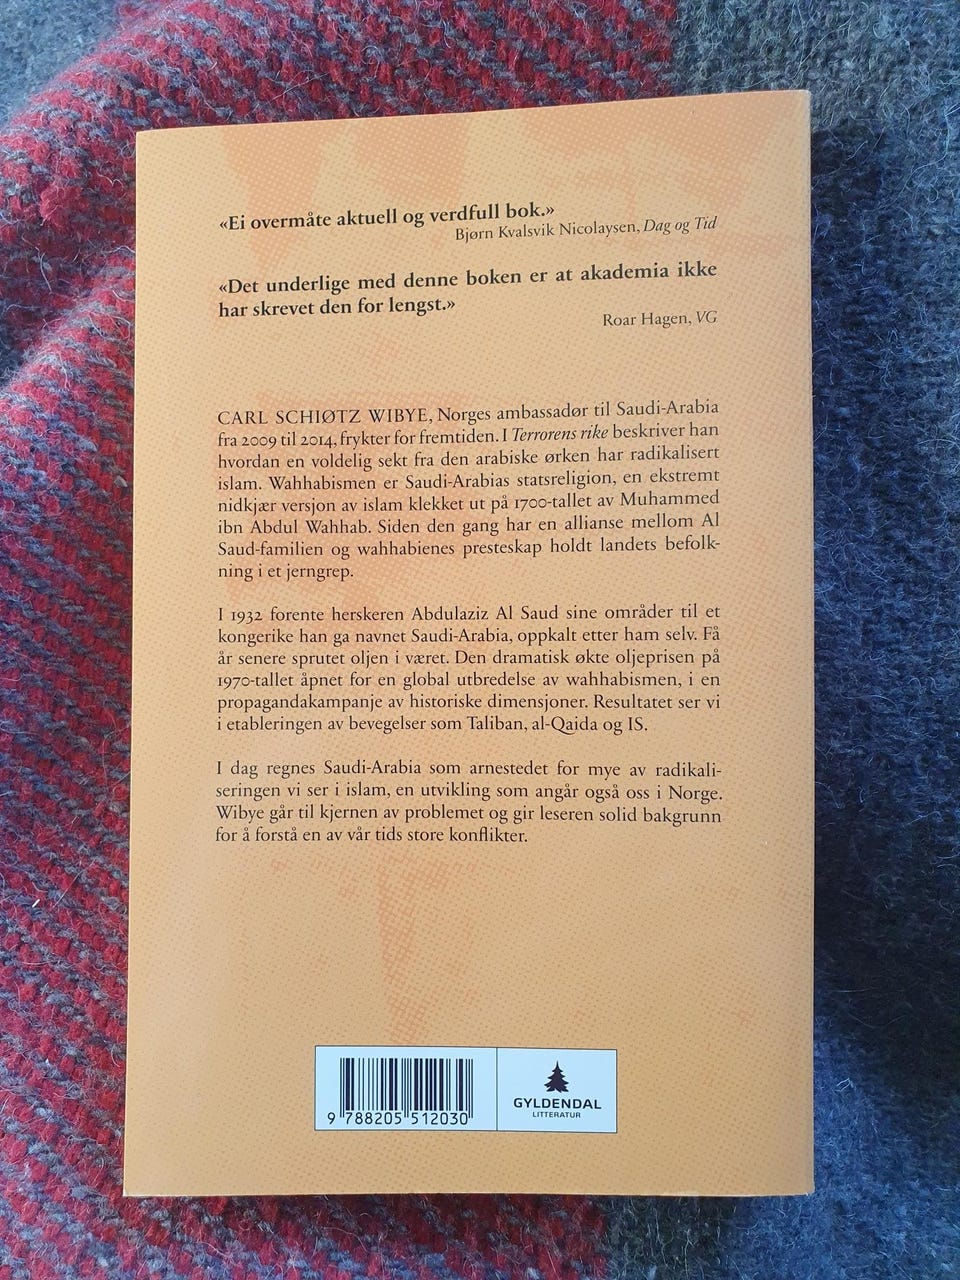 «Ei overmåte aktuell og verdfull bok.»
Bjørn Kvalsvik Nicolaysen, Dag og Tid
«Det underlige med denne boken er at akademia ikke
har skrevet den for lengst.»
Roar Hagen, VG
CARL SCHIØTZ WIBYE, Norges ambassadør til Saudi-Arabia
fra 2009 til 2014, frykter for fremtiden. I Terrorens rike beskriver han
hvordan en voldelig sekt fra den arabiske ørken har radikalisert
islam. Wahhabismen er Saudi-Arabias statsreligion, en ekstremt
nidkjær versjon av islam klekket ut på 1700-tallet av Muhammed
ibn Abdul Wahhab. Siden den gang har en allianse mellom Al
Saud-familien og wahhabienes presteskap holdt landets befolk-
ning i et jerngrep.
I 1932 forente herskeren Abdulaziz Al Saud sine områder til et
kongerike han ga navnet Saudi-Arabia, oppkalt etter ham selv. Få
år senere sprutet oljen i været. Den dramatisk økte oljeprisen på
1970-tallet åpnet for en global utbredelse av wahhabismen, i en
propagandakampanje av historiske dimensjoner. Resultatet ser vi
i etableringen av bevegelser som Taliban, al-Qaida og IS.
I dag regnes Saudi-Arabia som arnestedet for mye av radikali-
seringen vi ser i islam, en utvikling som angår også oss i Norge.
Wibye går til kjernen av problemet og gir leseren solid bakgrunn
for å forstå en av vår tids store konflikter.
9 788205 512030
GYLDENDAL
LITTERATUR